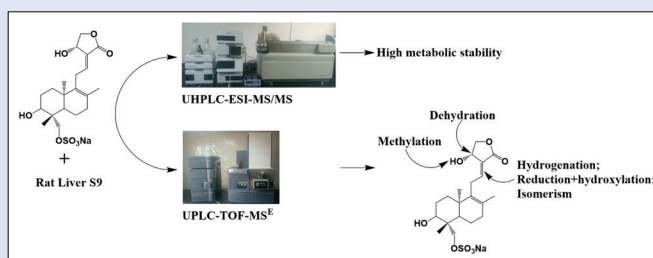 HO
O
O
HO
OSO3Na
+
Rat Liver S9
UHPLC-ESI-MS/MS
High metabolic stability
UPLC-TOF-MS^E
Dehydration
Methylation
HO
O
O
Hydrogenation;
Reduction+hydroxylation;
Isomerism
HO
OSO3Na